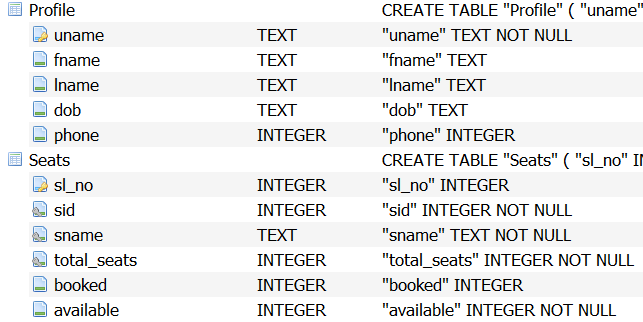 Profile CREATE TABLE "Profile" ( "uname"
uname TEXT "uname" TEXT NOT NULL
fname TEXT "fname" TEXT
lname TEXT "lname" TEXT
dob TEXT "dob" TEXT
phone INTEGER "phone" INTEGER
Seats CREATE TABLE "Seats" ( "sl_no" IN
sl_no INTEGER "sl_no" INTEGER
sid INTEGER "sid" INTEGER NOT NULL
sname TEXT "sname" TEXT NOT NULL
total_seats INTEGER "total_seats" INTEGER NOT NULL
booked INTEGER "booked" INTEGER
available INTEGER "available" INTEGER NOT NULL